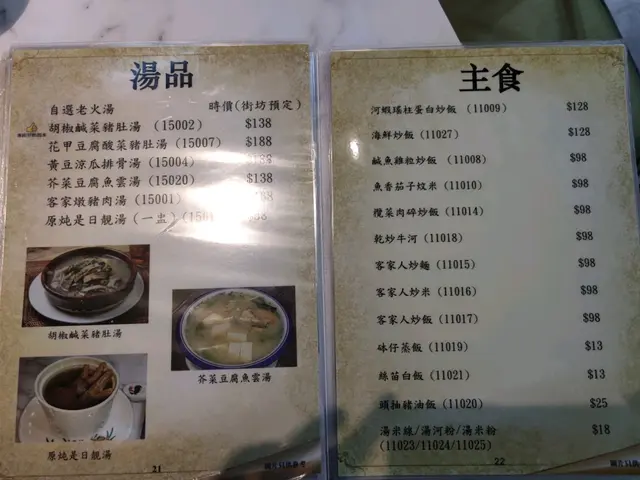 湯品
自選老火湯 時價(街坊預定)
胡椒鹹菜豬肚湯 (15002) $138
花甲豆腐酸菜豬肚湯(15007) $188
黃豆涼瓜排骨湯(15004)
芥菜豆腐魚雲湯(15020) $138
客家燉豬肉湯(15001)
原炖是日靚湯(一盅)
胡椒鹹菜豬肚湯
芥菜豆腐魚雲湯
原炖是日靚湯
21
主食
河蝦瑤柱蛋白炒飯 (11009) $128
海鮮炒飯(11027) $128
鹹魚雞粒炒飯 (11008) $98
魚香茄子炆米(11010) $98
欖菜肉碎炒飯(11014) $98
乾炒牛河(11018) $98
客家人炒麵(11015) $98
客家人炒米(11016) $98
客家人炒飯(11017) $98
砵仔蒸飯(11019) $13
絲苗白飯(11021) $13
頭抽豬油飯(11020) $25
湯米線/湯河粉/湯米粉 $18
(11023/11024/11025)
22